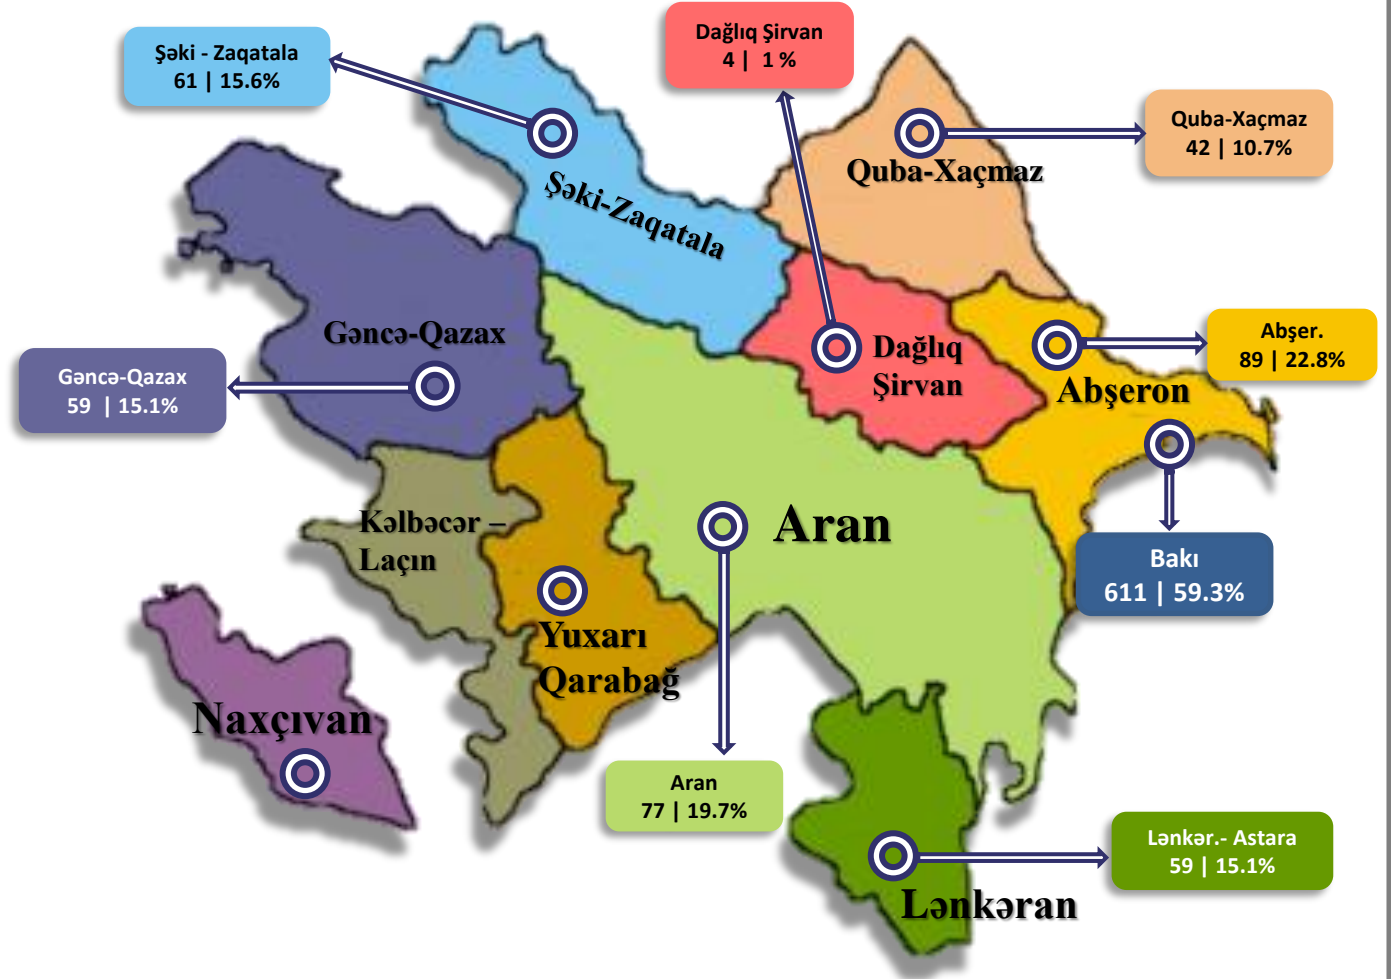 Dağlıq Şirvan
4 | 1 %
Şəki - Zaqatala
61 | 15.6%
Quba-Xaçmaz
42 | 10.7%
Quba-Xaçmaz
Şəki-Zaqatala
Gəncə-Qazax
Dağlıq
Şirvan
Abşer.
89 | 22.8%
Gəncə-Qazax
59 | 15.1%
Abşeron
Kəlbəcər –
Laçın
Aran
Bakı
611 | 59.3%
Yuxarı
Qarabağ
Naxçıvan
Aran
77 | 19.7%
Lənkər.- Astara
59 | 15.1%
Lənkəran